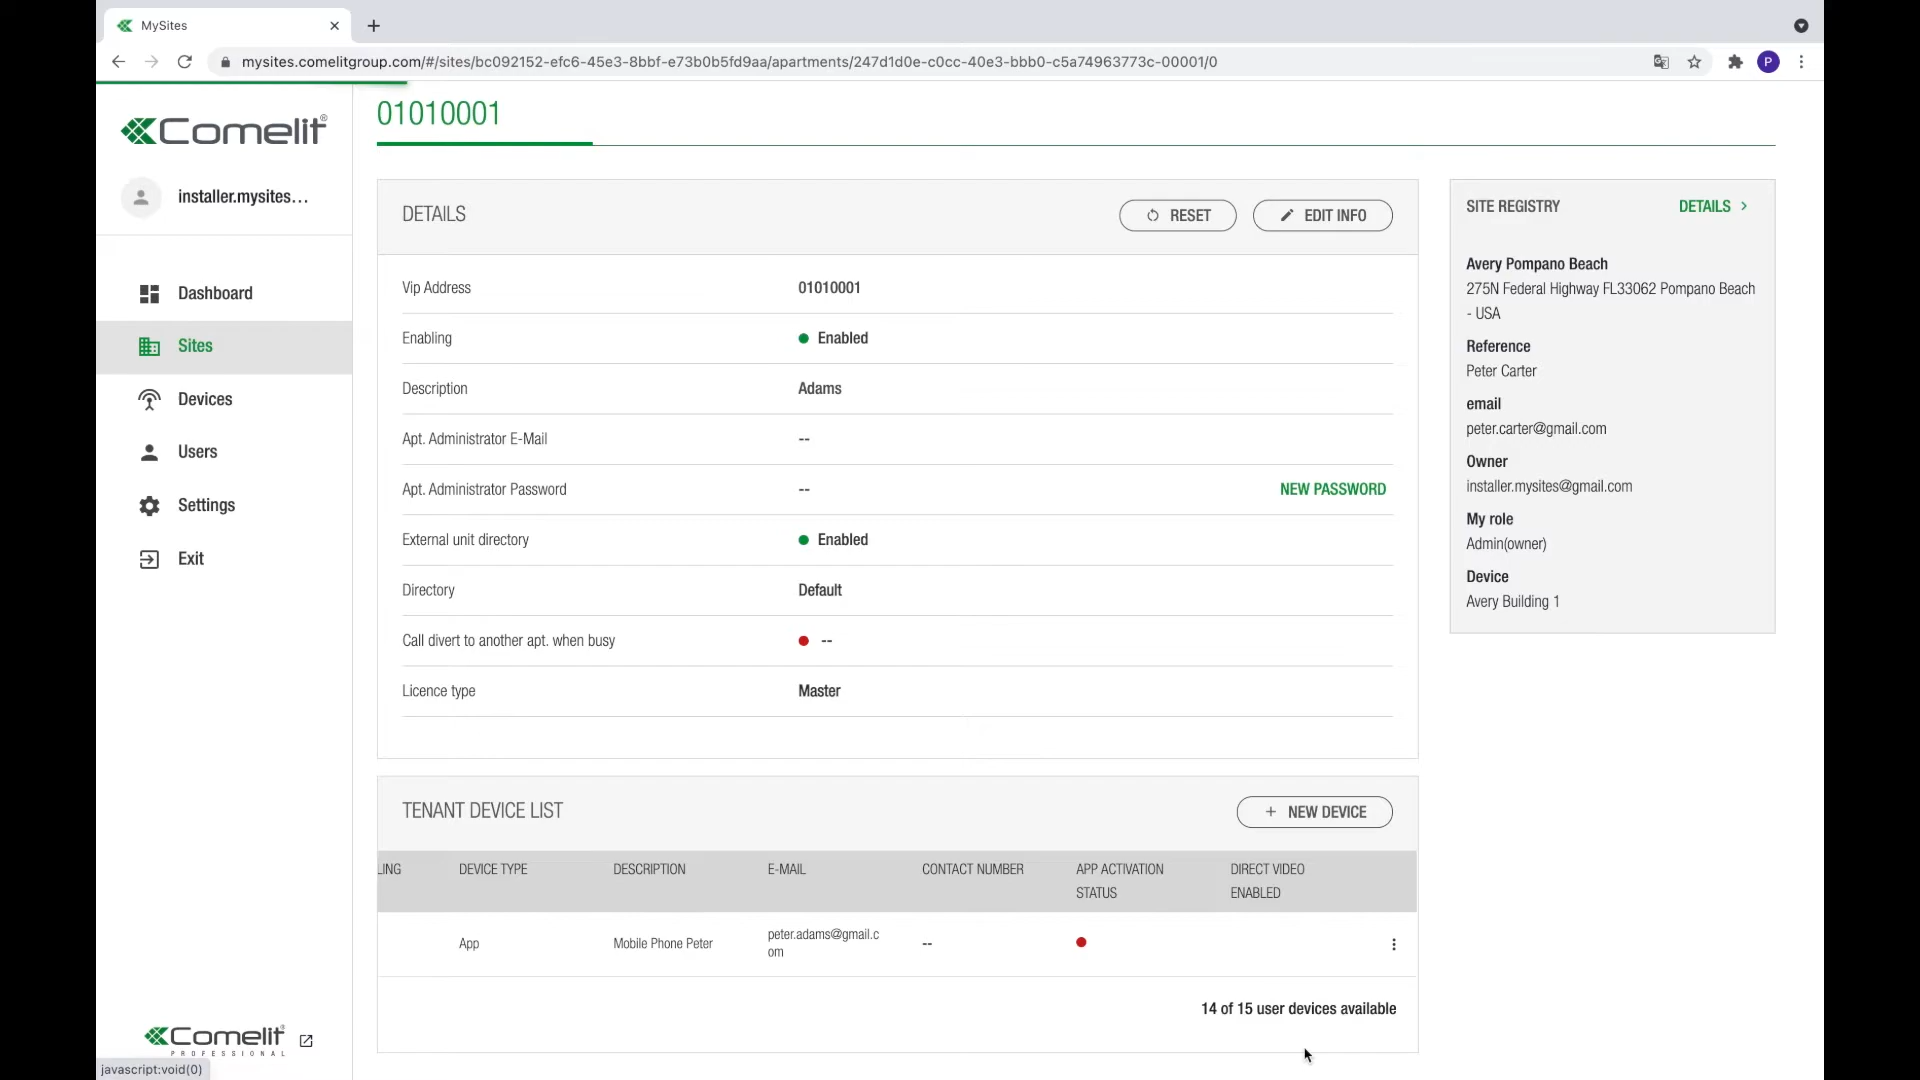 MySites
mysites.comelitgroup.com/#/sites/bc092152-efc6-45e3-8bbf-e73b0b5fd9aa/apartments/247d1d0e-c0cc-40e3-bbb0-c5a74963773c-00001/0
P
Comelit®
installer.mysites...
Dashboard
Sites
Devices
Users
Settings
Exit
Comelit®
PROFESSIONAL
javascript:void(0)
01010001
DETAILS
RESET
EDIT INFO
Vip Address 01010001
Enabling Enabled
Description Adams
Apt. Administrator E-Mail --
Apt. Administrator Password -- NEW PASSWORD
External unit directory Enabled
Directory Default
Call divert to another apt. when busy --
Licence type Master
TENANT DEVICE LIST
+ NEW DEVICE
LING DEVICE TYPE DESCRIPTION E-MAIL CONTACT NUMBER APP ACTIVATION DIRECT VIDEO
STATUS ENABLED
App Mobile Phone Peter peter.adams@gmail.c --
om
14 of 15 user devices available
SITE REGISTRY
DETAILS >
Avery Pompano Beach
275N Federal Highway FL33062 Pompano Beach
- USA
Reference
Peter Carter
email
peter.carter@gmail.com
Owner
installer.mysites@gmail.com
My role
Admin(owner)
Device
Avery Building 1